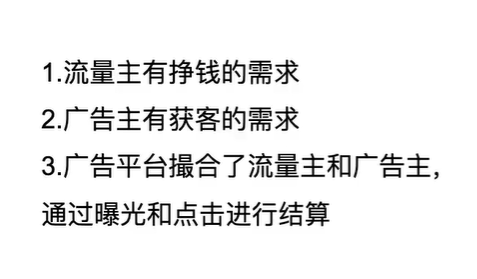 1.流量主有挣钱的需求
2.广告主有获客的需求
3.广告平台撮合了流量主和广告主，
通过曝光和点击进行结算